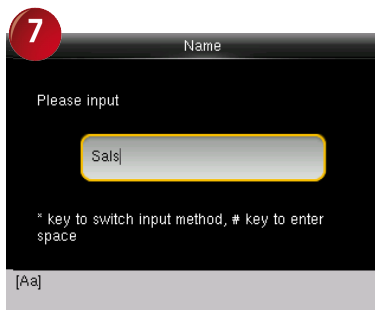 7
Name
Please input
Sals
* key to switch input method, # key to enter
space
[Aa]